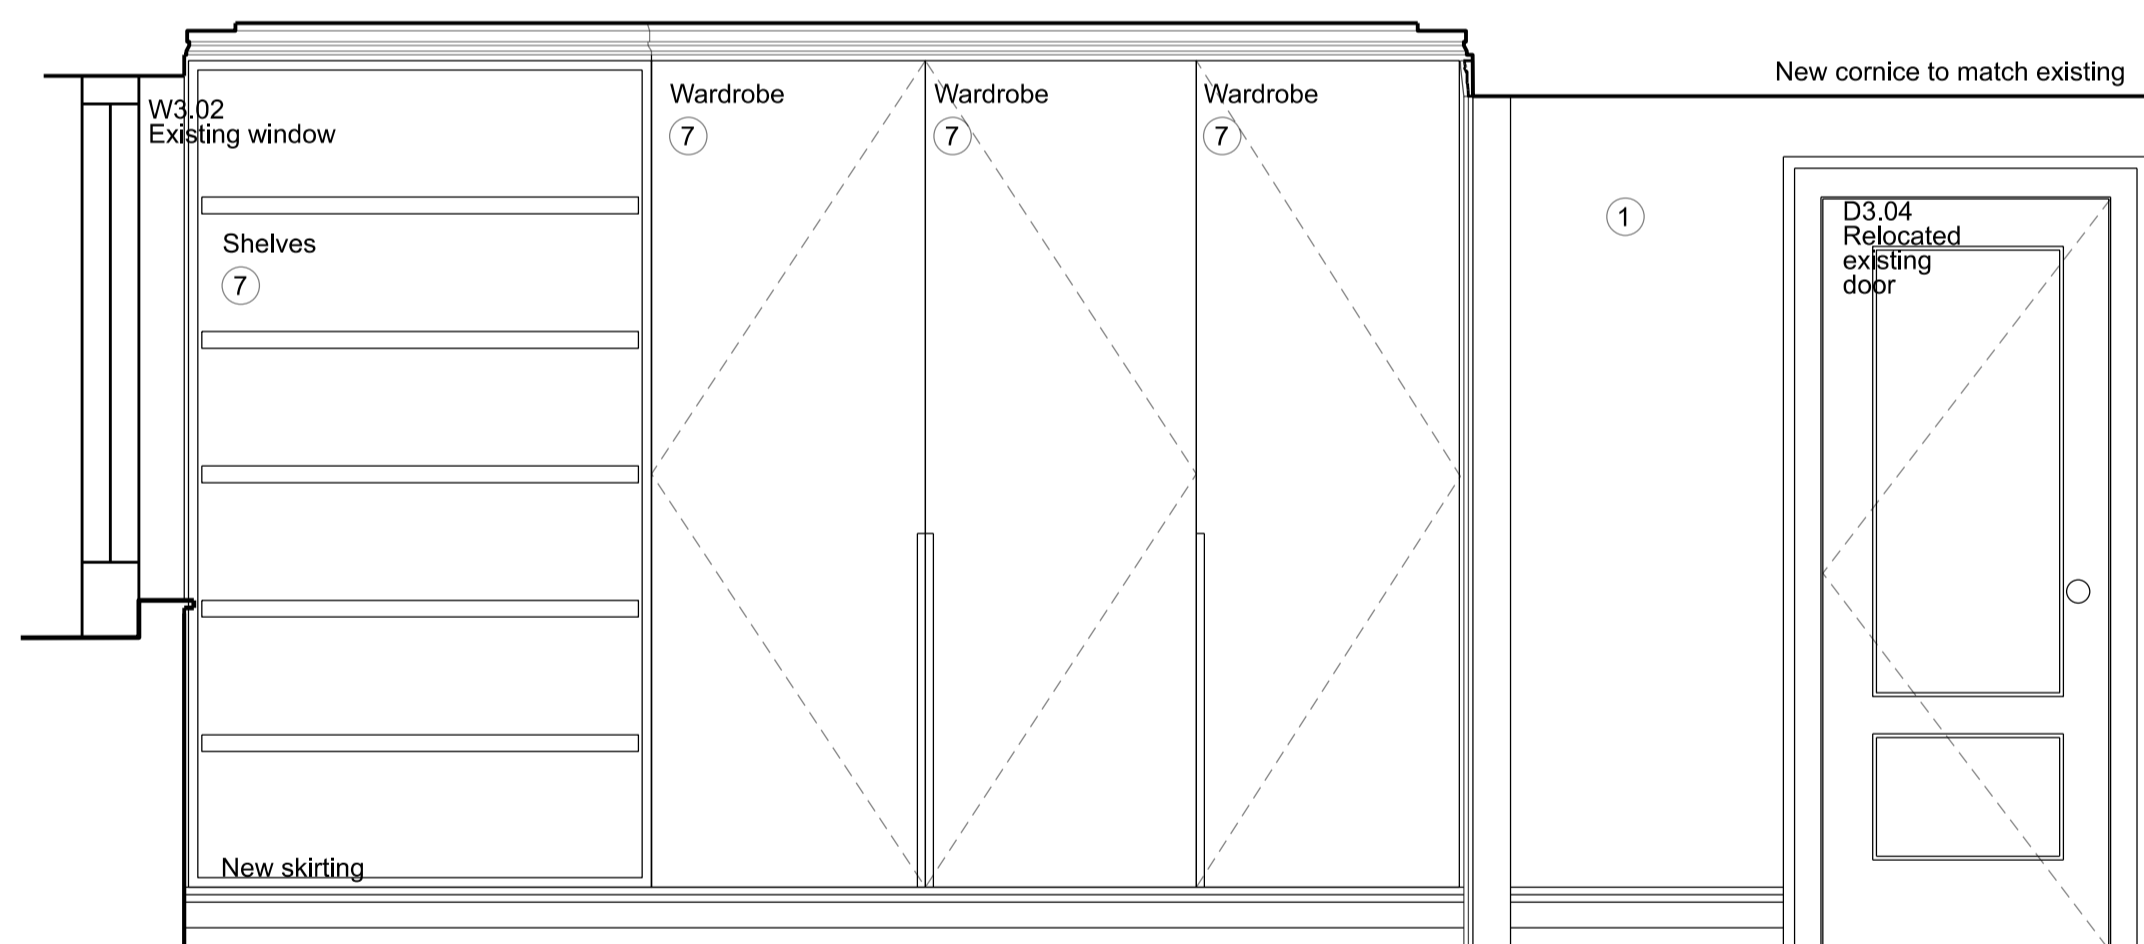 New cornice to match existing
W3.02
Existing window
Wardrobe
7
Wardrobe
7
Wardrobe
7
Shelves
7
1
D3.04
Relocated
existing
door
New skirting